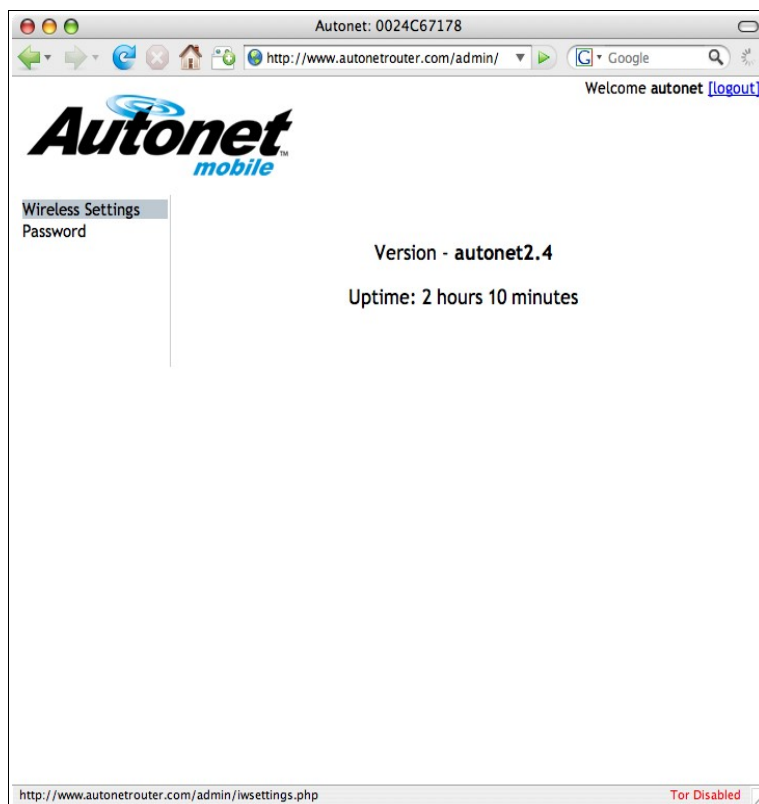 Autonet: 0024C67178
http://www.autonetrouter.com/admin/
G Google
Welcome autonet [logout]
Autonet
mobile™
Wireless Settings
Password
Version - autonet2.4
Uptime: 2 hours 10 minutes
http://www.autonetrouter.com/admin/iwsettings.php
Tor Disabled